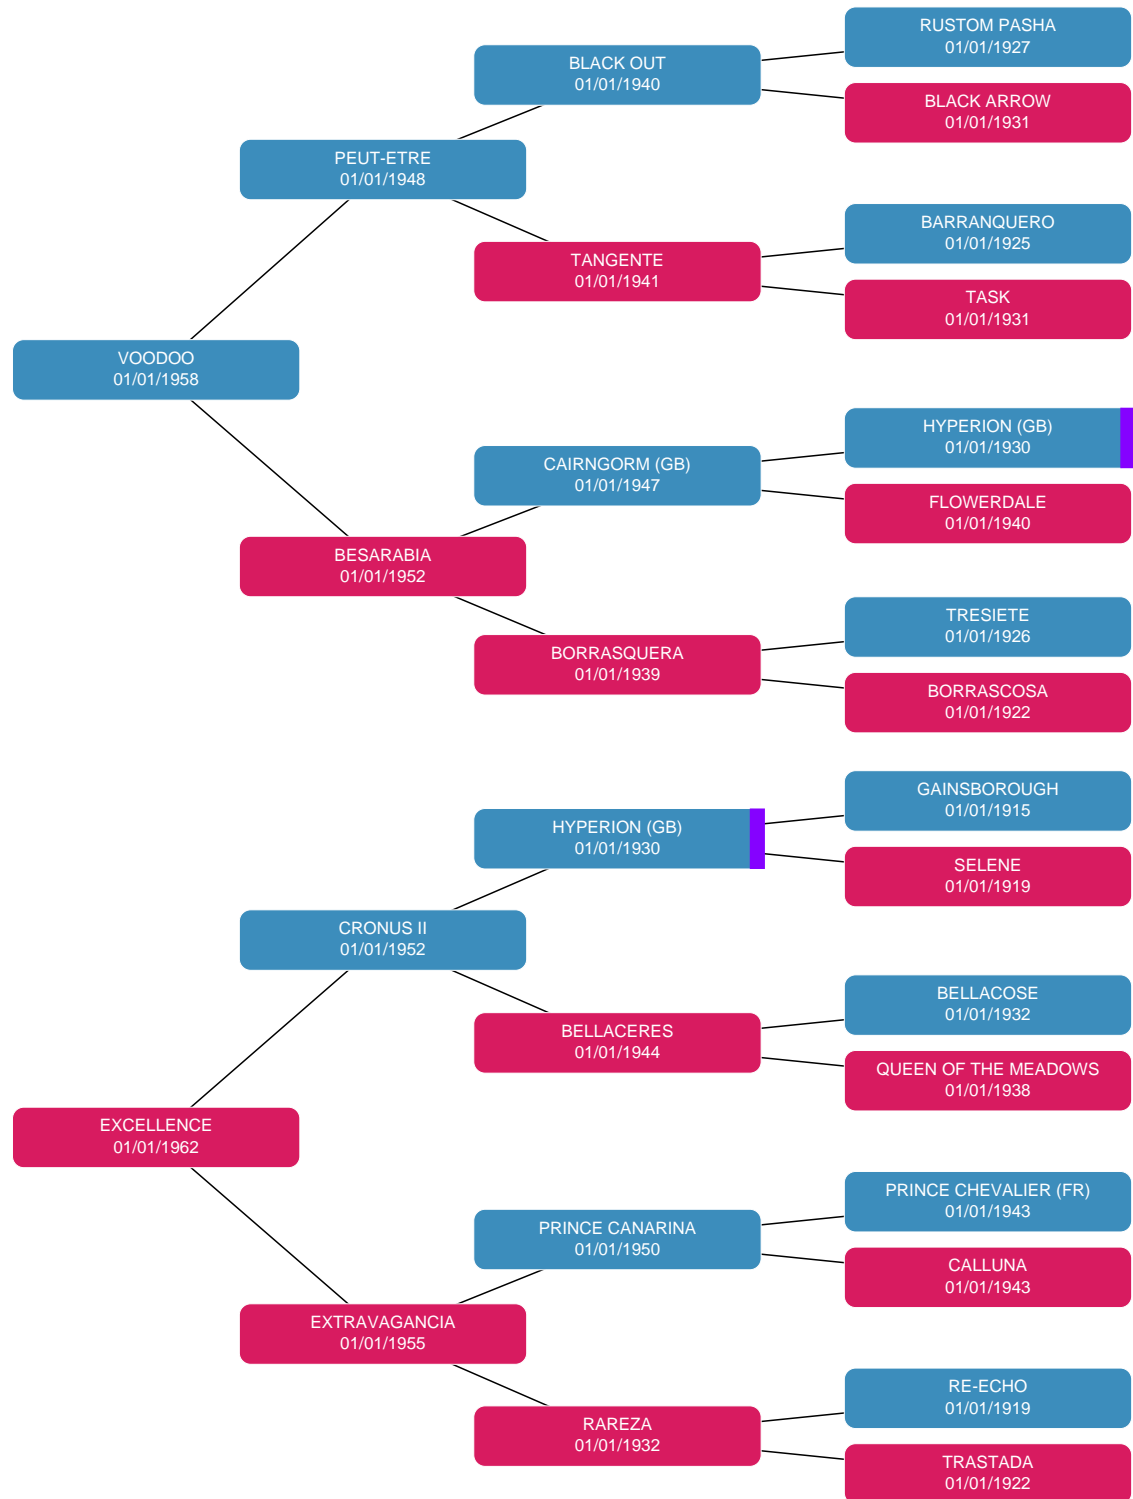 RUSTOM PASHA
01/01/1927
BLACK OUT
01/01/1940
BLACK ARROW
01/01/1931
PEUT-ETRE
01/01/1948
BARRANQUERO
01/01/1925
TANGENTE
01/01/1941
TASK
01/01/1931
VOODOO
01/01/1958
HYPERION (GB)
01/01/1930
CAIRNGORM (GB)
01/01/1947
FLOWERDALE
01/01/1940
BESARABIA
01/01/1952
TRESIETE
01/01/1926
BORRASQUERA
01/01/1939
BORRASCOSA
01/01/1922
GAINSBOROUGH
01/01/1915
HYPERION (GB)
01/01/1930
SELENE
01/01/1919
CRONUS II
01/01/1952
BELLACOSE
01/01/1932
BELLACERES
01/01/1944
QUEEN OF THE MEADOWS
01/01/1938
EXCELLENCE
01/01/1962
PRINCE CHEVALIER (FR)
01/01/1943
PRINCE CANARINA
01/01/1950
CALLUNA
01/01/1943
EXTRAVAGANCIA
01/01/1955
RE-ECHO
01/01/1919
RAREZA
01/01/1932
TRASTADA
01/01/1922